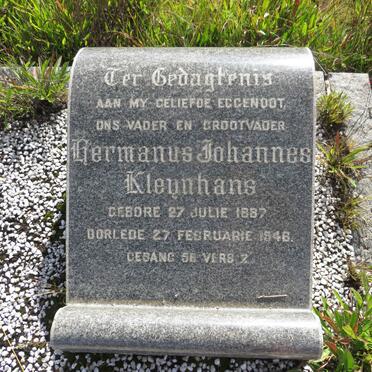 Ter Gedagtenis
AAN MY GELIEFDE EGGENOOT,
ONS VADER EN GROOTVADER
Hermanus Johannes
Kleynhans
GEBORE 27 JULIE 1887
OORLEDE 27 FEBRUARIE 1946.
GESANG 56 VERS 2